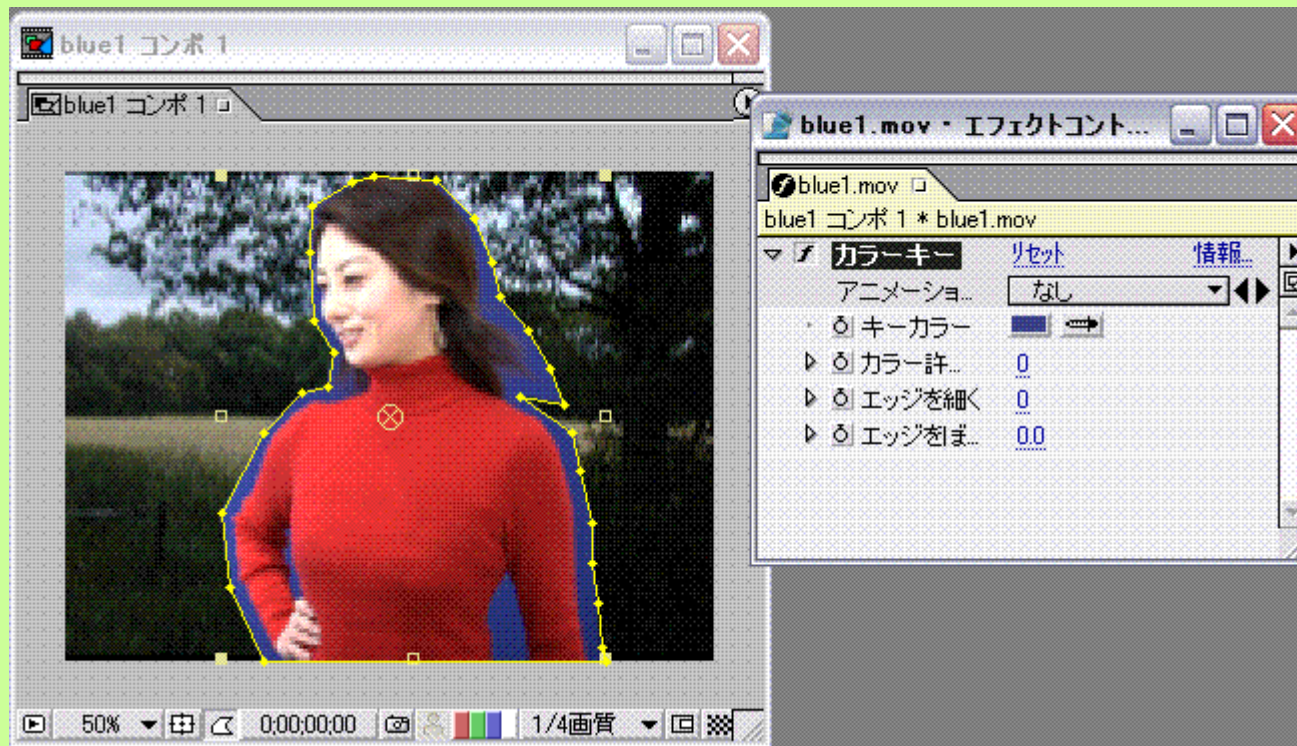 blue1 コンポ 1
blue1 コンポ 1
blue1.mov・エフェクトコント...
blue1.mov
blue1 コンポ 1 * blue1.mov
カラーキー リセット 情報...
アニメーショ... なし
キーカラー
カラー許... 0
エッジを細く 0
エッジをぼ... 0.0
50% 0;00;00;00 1/4画質